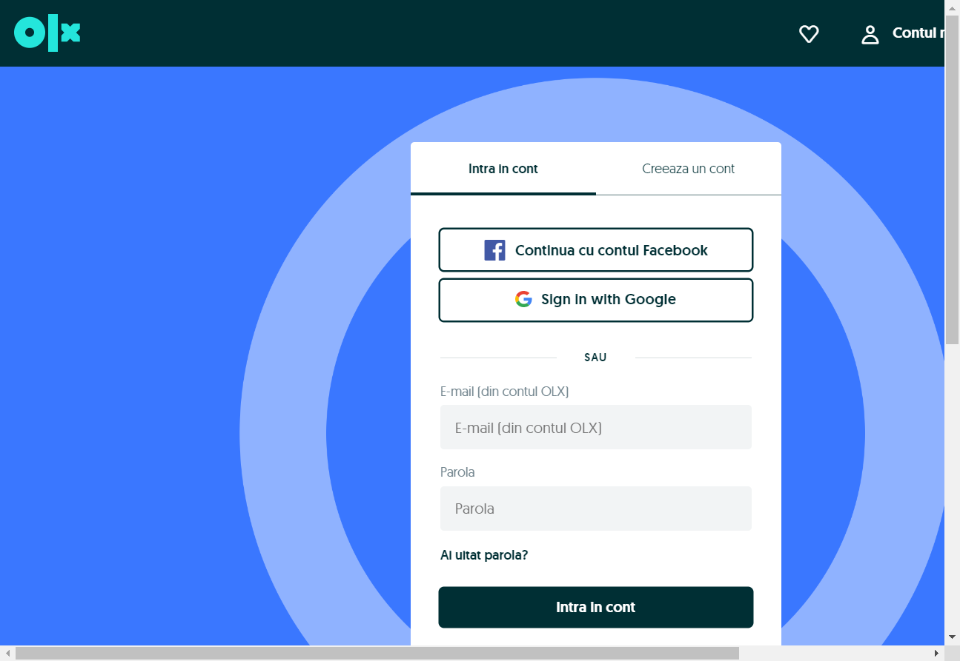 olx
Contul
Intra in cont
Creeaza un cont
Continua cu contul Facebook
Sign in with Google
SAU
E-mail (din contul OLX)
E-mail (din contul OLX)
Parola
Parola
Ai uitat parola?
Intra in cont